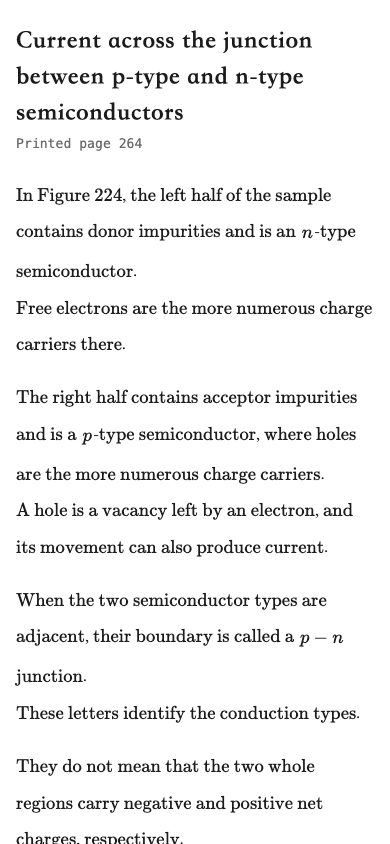 Current across the junction
between p-type and n-type
semiconductors
Printed page 264
In Figure 224, the left half of the sample
contains donor impurities and is an n-type
semiconductor.
Free electrons are the more numerous charge
carriers there.
The right half contains acceptor impurities
and is a p-type semiconductor, where holes
are the more numerous charge carriers.
A hole is a vacancy left by an electron, and
its movement can also produce current.
When the two semiconductor types are
adjacent, their boundary is called a p – n
junction.
These letters identify the conduction types.
They do not mean that the two whole
regions carry negative and positive net
charges, respectively.